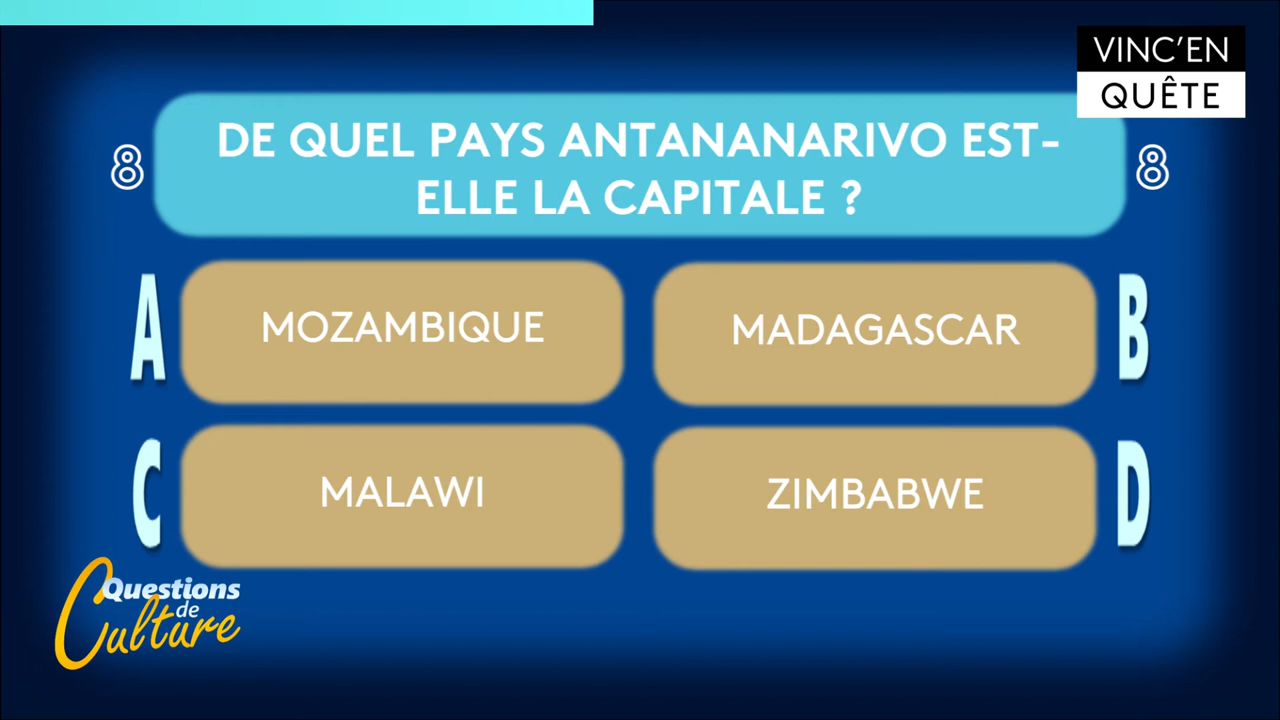 VINC'EN
QUÊTE
8
DE QUEL PAYS ANTANANARIVO EST-
ELLE LA CAPITALE ?
8
A
MOZAMBIQUE
MADAGASCAR
B
C
MALAWI
ZIMBABWE
D
Questions
de
Culture